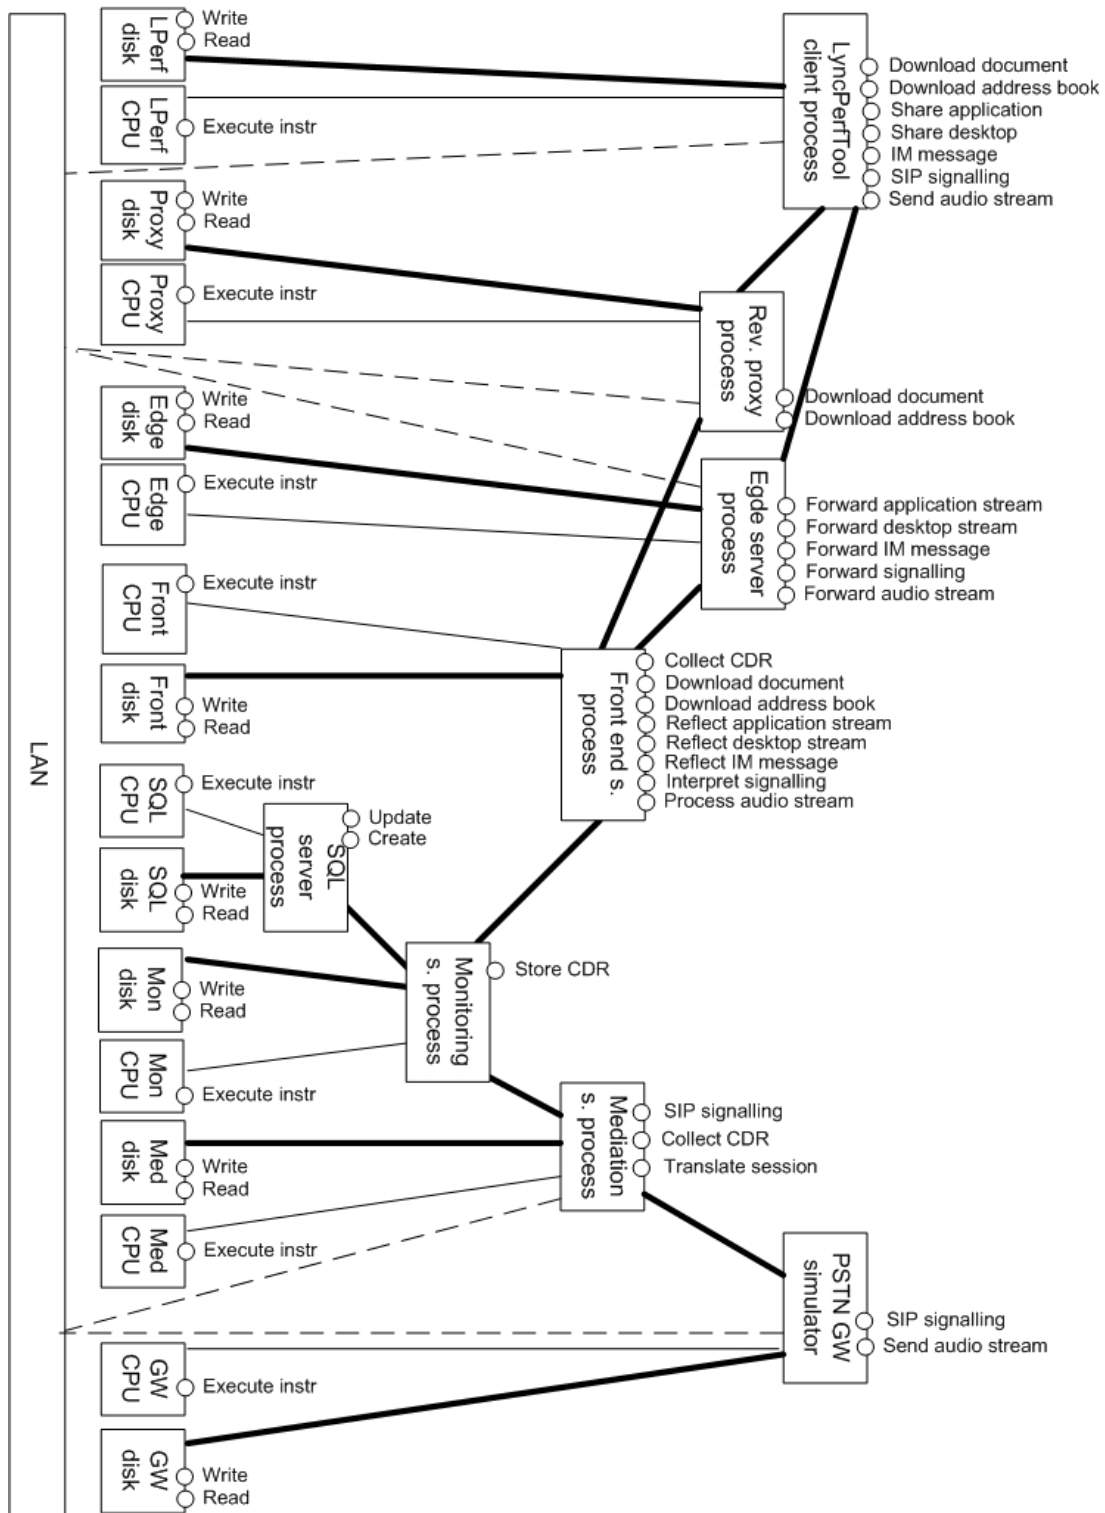 LPerf
disk
Write
Read
LPerf
CPU
Execute instr
LyncPerfTool
client process
Download document
Download address book
Share application
Share desktop
IM message
SIP signalling
Send audio stream
Proxy
disk
Write
Read
Proxy
CPU
Execute instr
Rev. proxy
process
Download document
Download address book
Edge
disk
Write
Read
Edge
CPU
Execute instr
Egde server
process
Forward application stream
Forward desktop stream
Forward IM message
Forward signalling
Forward audio stream
Front
CPU
Execute instr
Front
disk
Write
Read
Front end s.
process
Collect CDR
Download document
Download address book
Reflect application stream
Reflect desktop stream
Reflect IM message
Interpret signalling
Process audio stream
LAN
SQL
CPU
Execute instr
SQL
disk
Write
Read
SQL
server
process
Update
Create
Mon
disk
Write
Read
Mon
CPU
Execute instr
Monitoring
s. process
Store CDR
Med
disk
Write
Read
Med
CPU
Execute instr
Mediation
s. process
SIP signalling
Collect CDR
Translate session
PSTN GW
simulator
SIP signalling
Send audio stream
GW
CPU
Execute instr
GW
disk
Write
Read